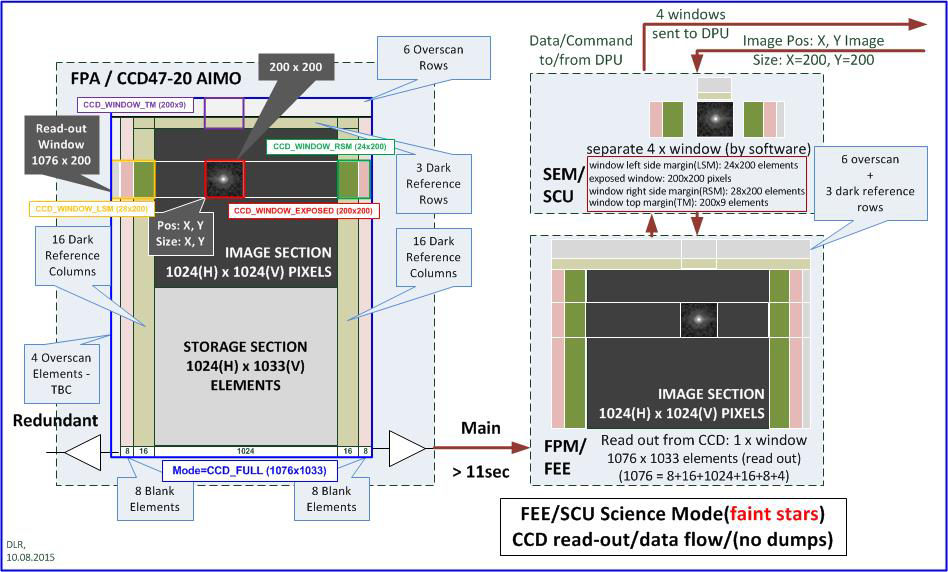 4 windows
sent to DPU
Data/Command
to/from DPU
Image Pos: X, Y Image
Size: X=200, Y=200
6 Overscan
Rows
200 x 200
FPA / CCD47-20 AIMO
CCD_WINDOW_TM (200x9)
Read-out
Window
1076 x 200
CCD_WINDOW_RSM (24x200)
3 Dark
Reference
Rows
CCD_WINDOW_LSM (28x200)
CCD_WINDOW_EXPOSED (200x200)
Pos: X, Y
Size: X, Y
16 Dark
Reference
Columns
IMAGE SECTION
1024(H) x 1024(V) PIXELS
16 Dark
Reference
Columns
STORAGE SECTION
1024(H) x 1033(V)
ELEMENTS
4 Overscan
Elements -
TBC
Redundant
8
16
1024
16
8
Mode=CCD_FULL (1076x1033)
8 Blank
Elements
8 Blank
Elements
Main
> 11sec
separate 4 x window (by software)
SEM/
SCU
window left side margin(LSM): 24x200 elements
exposed window: 200x200 pixels
window right side margin(RSM): 28x200 elements
window top margin(TM): 200x9 elements
6 overscan
+
3 dark reference
rows
IMAGE SECTION
1024(H) x 1024(V) PIXELS
FPM/
FEE
Read out from CCD: 1 x window
1076 x 1033 elements (read out)
(1076 = 8+16+1024+16+8+4)
FEE/SCU Science Mode(faint stars)
CCD read-out/data flow/(no dumps)
DLR,
10.08.2015